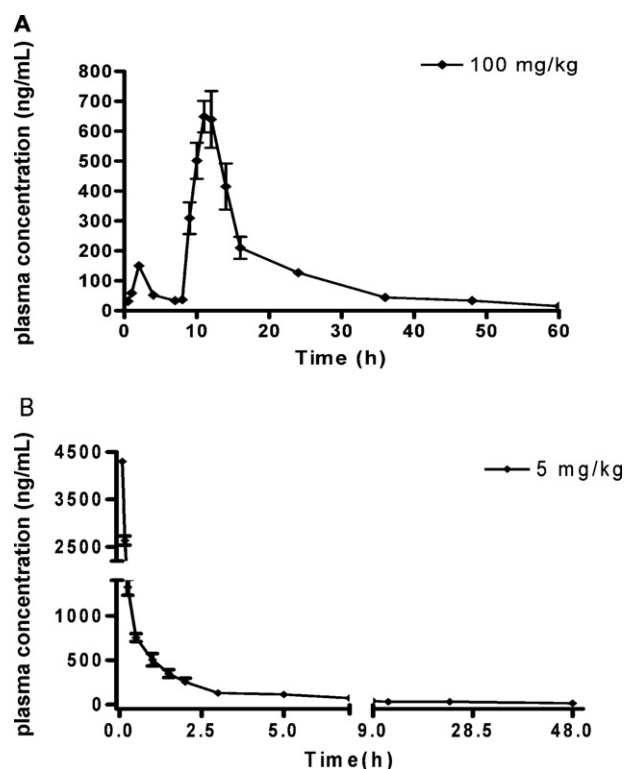 A
100 mg/kg
plasma concentration (ng/mL)
800
700
600
500
400
300
200
100
0
0 10 20 30 40 50 60
Time (h)
B
5 mg/kg
plasma concentration (ng/mL)
4500
2500
1000
500
0
0.0 2.5 5.0 9.0 28.5 48.0
Time(h)